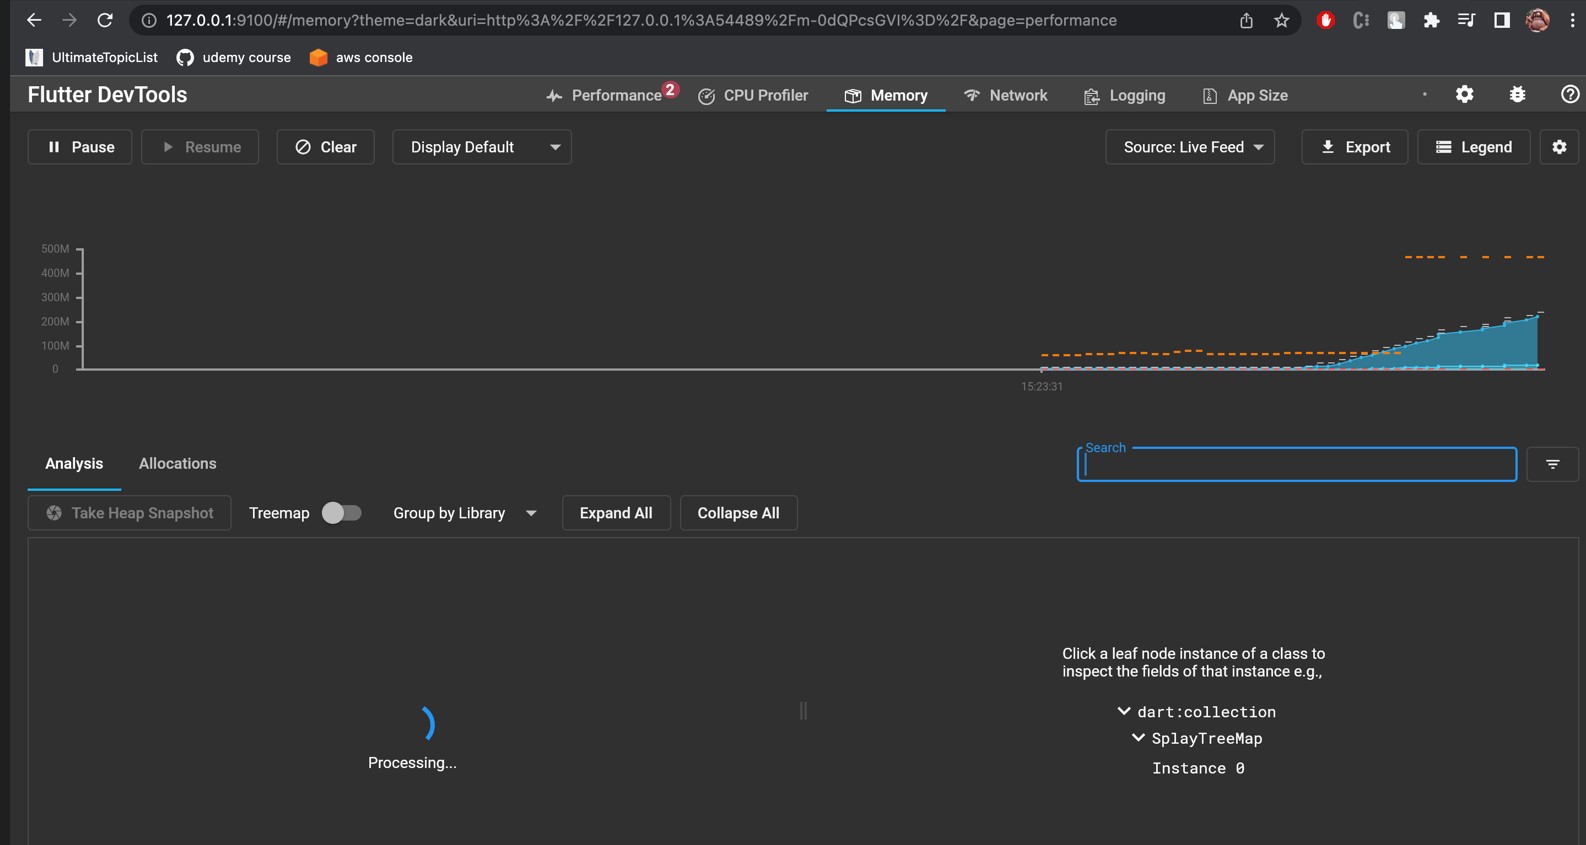 127.0.0.1:9100/#/memory?theme=dark&uri=http%3A%2F%2F127.0.0.1%3A54489%2Fm-0dQPcsGVI%3D%2F&page=performance
UltimateTopicList udemy course aws console
Flutter DevTools Performance 2 CPU Profiler Memory Network Logging App Size
Pause Resume Clear Display Default Source: Live Feed Export Legend
500M
400M
300M
200M
100M
0
15:23:31
Analysis Allocations Search
Take Heap Snapshot Treemap Group by Library Expand All Collapse All
Click a leaf node instance of a class to
inspect the fields of that instance e.g.,
dart:collection
SplayTreeMap
Processing...
Instance 0